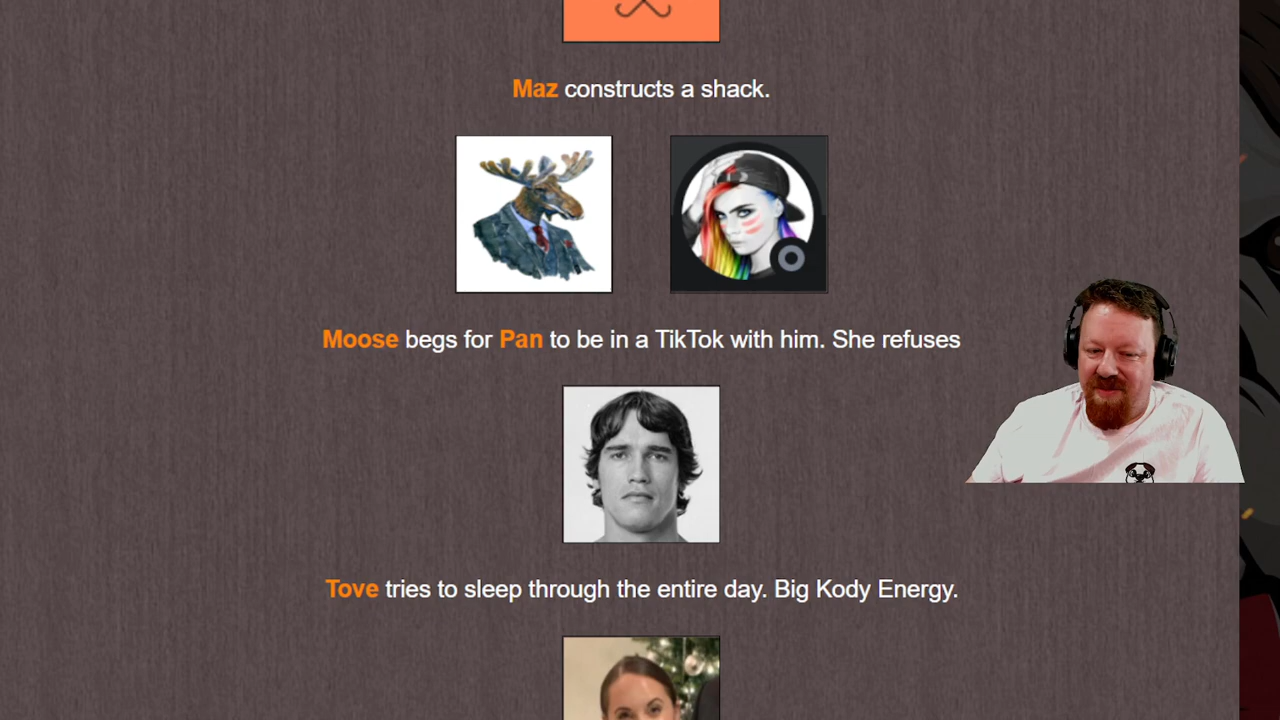 Maz constructs a shack.
Moose begs for Pan to be in a TikTok with him. She refuses
Tove tries to sleep through the entire day. Big Kody Energy.